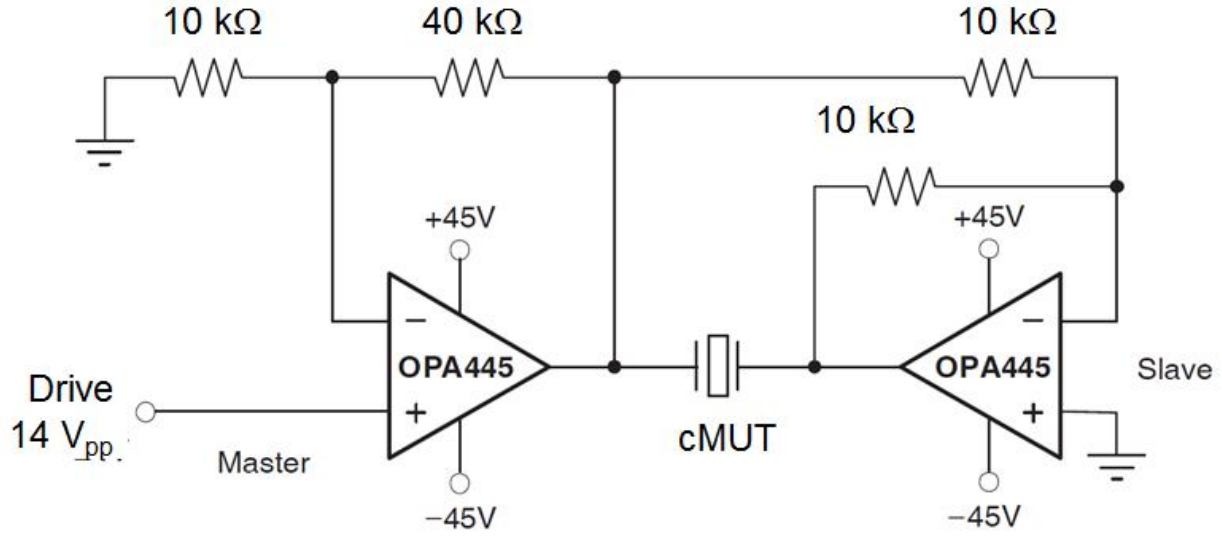 10 kΩ
40 kΩ
10 kΩ
10 kΩ
+45V
+45V
−
−
OPA445
OPA445
Slave
Drive
14 Vpp
+
+
cMUT
Master
−45V
−45V